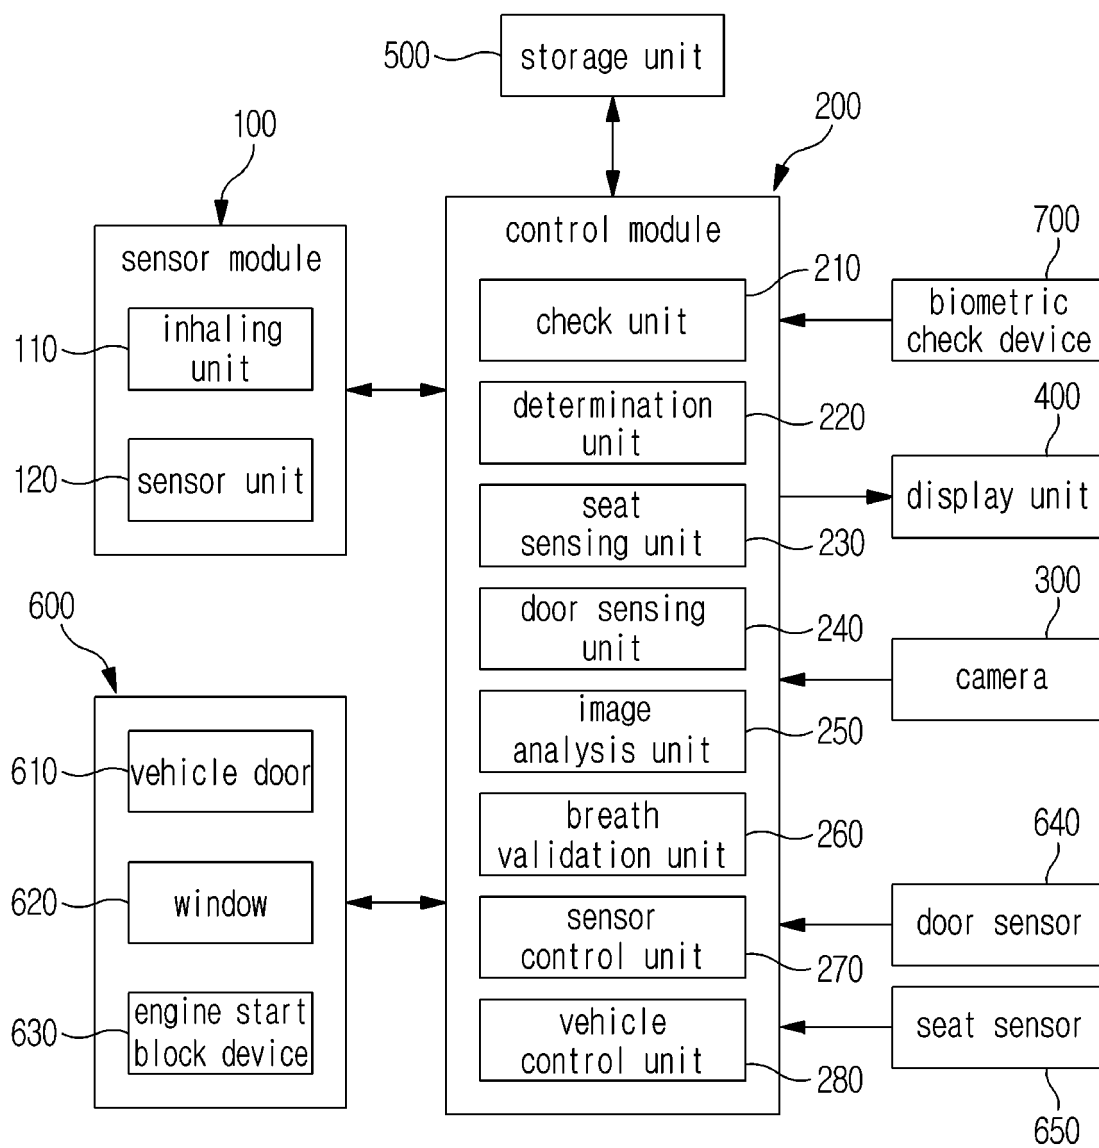 500
storage unit
100
200
sensor module
110
inhaling
unit
120
sensor unit
control module
210
check unit
determination
unit
220
seat
sensing unit
230
door sensing
unit
240
image
analysis unit
250
breath
validation unit
260
sensor
control unit
270
vehicle
control unit
280
700
biometric
check device
400
display unit
300
camera
640
door sensor
seat sensor
650
600
610
vehicle door
620
window
630
engine start
block device